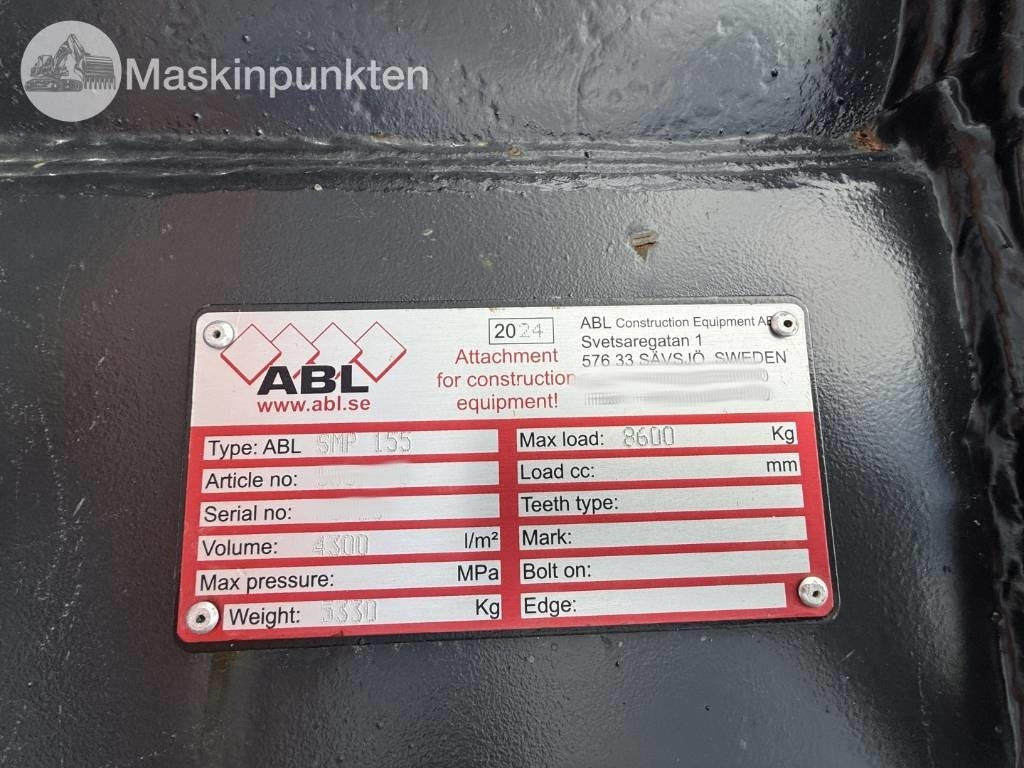 Maskinpunkten
ABL
www.abl.se
2024
Attachment
for construction
equipment!
ABL Construction Equipment
Svetsaregatan 1
576 33 SÄVSJÖ, SWEDEN
Type: ABL SMP 155
Article no:
Serial no:
Volume: 4300 l/m²
Max pressure: MPa
Weight: 5330 Kg
Max load: 8600 Kg
Load cc: mm
Teeth type:
Mark:
Bolt on:
Edge: